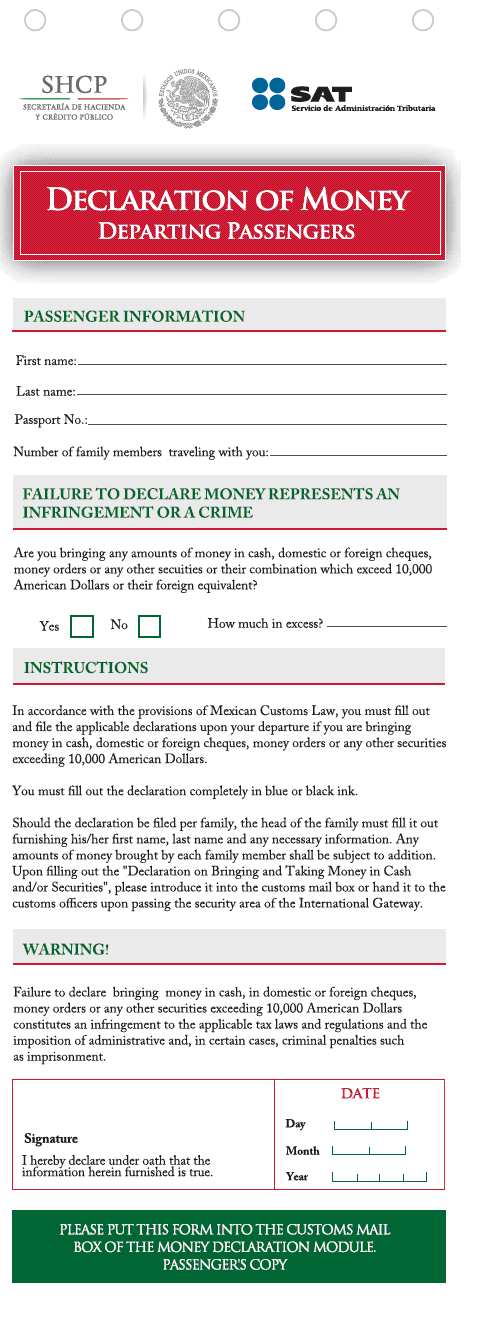 SHCP
SECRETARÍA DE HACIENDA
Y CRÉDITO PÚBLICO
ESTADOS UNIDOS MEXICANOS
SAT
Servicio de Administración Tributaria
DECLARATION OF MONEY
DEPARTING PASSENGERS
PASSENGER INFORMATION
First name:
Last name:
Passport No.:
Number of family members traveling with you:
FAILURE TO DECLARE MONEY REPRESENTS AN
INFRINGEMENT OR A CRIME
Are you bringing any amounts of money in cash, domestic or foreign cheques,
money orders or any other secuities or their combination which exceed 10,000
American Dollars or their foreign equivalent?
Yes No How much in excess?
INSTRUCTIONS
In accordance with the provisions of Mexican Customs Law, you must fill out
and file the applicable declarations upon your departure if you are bringing
money in cash, domestic or foreign cheques, money orders or any other securities
exceeding 10,000 American Dollars.
You must fill out the declaration completely in blue or black ink.
Should the declaration be filed per family, the head of the family must fill it out
furnishing his/her first name, last name and any necessary information. Any
amounts of money brought by each family member shall be subject to addition.
Upon filling out the "Declaration on Bringing and Taking Money in Cash
and/or Securities", please introduce it into the customs mail box or hand it to the
customs officers upon passing the security area of the International Gateway.
WARNING!
Failure to declare bringing money in cash, in domestic or foreign cheques,
money orders or any other securities exceeding 10,000 American Dollars
constitutes an infringement to the applicable tax laws and regulations and the
imposition of administrative and, in certain cases, criminal penalties such
as imprisonment.
Signature
I hereby declare under oath that the
information herein furnished is true.
DATE
Day
Month
Year
PLEASE PUT THIS FORM INTO THE CUSTOMS MAIL
BOX OF THE MONEY DECLARATION MODULE.
PASSENGER'S COPY